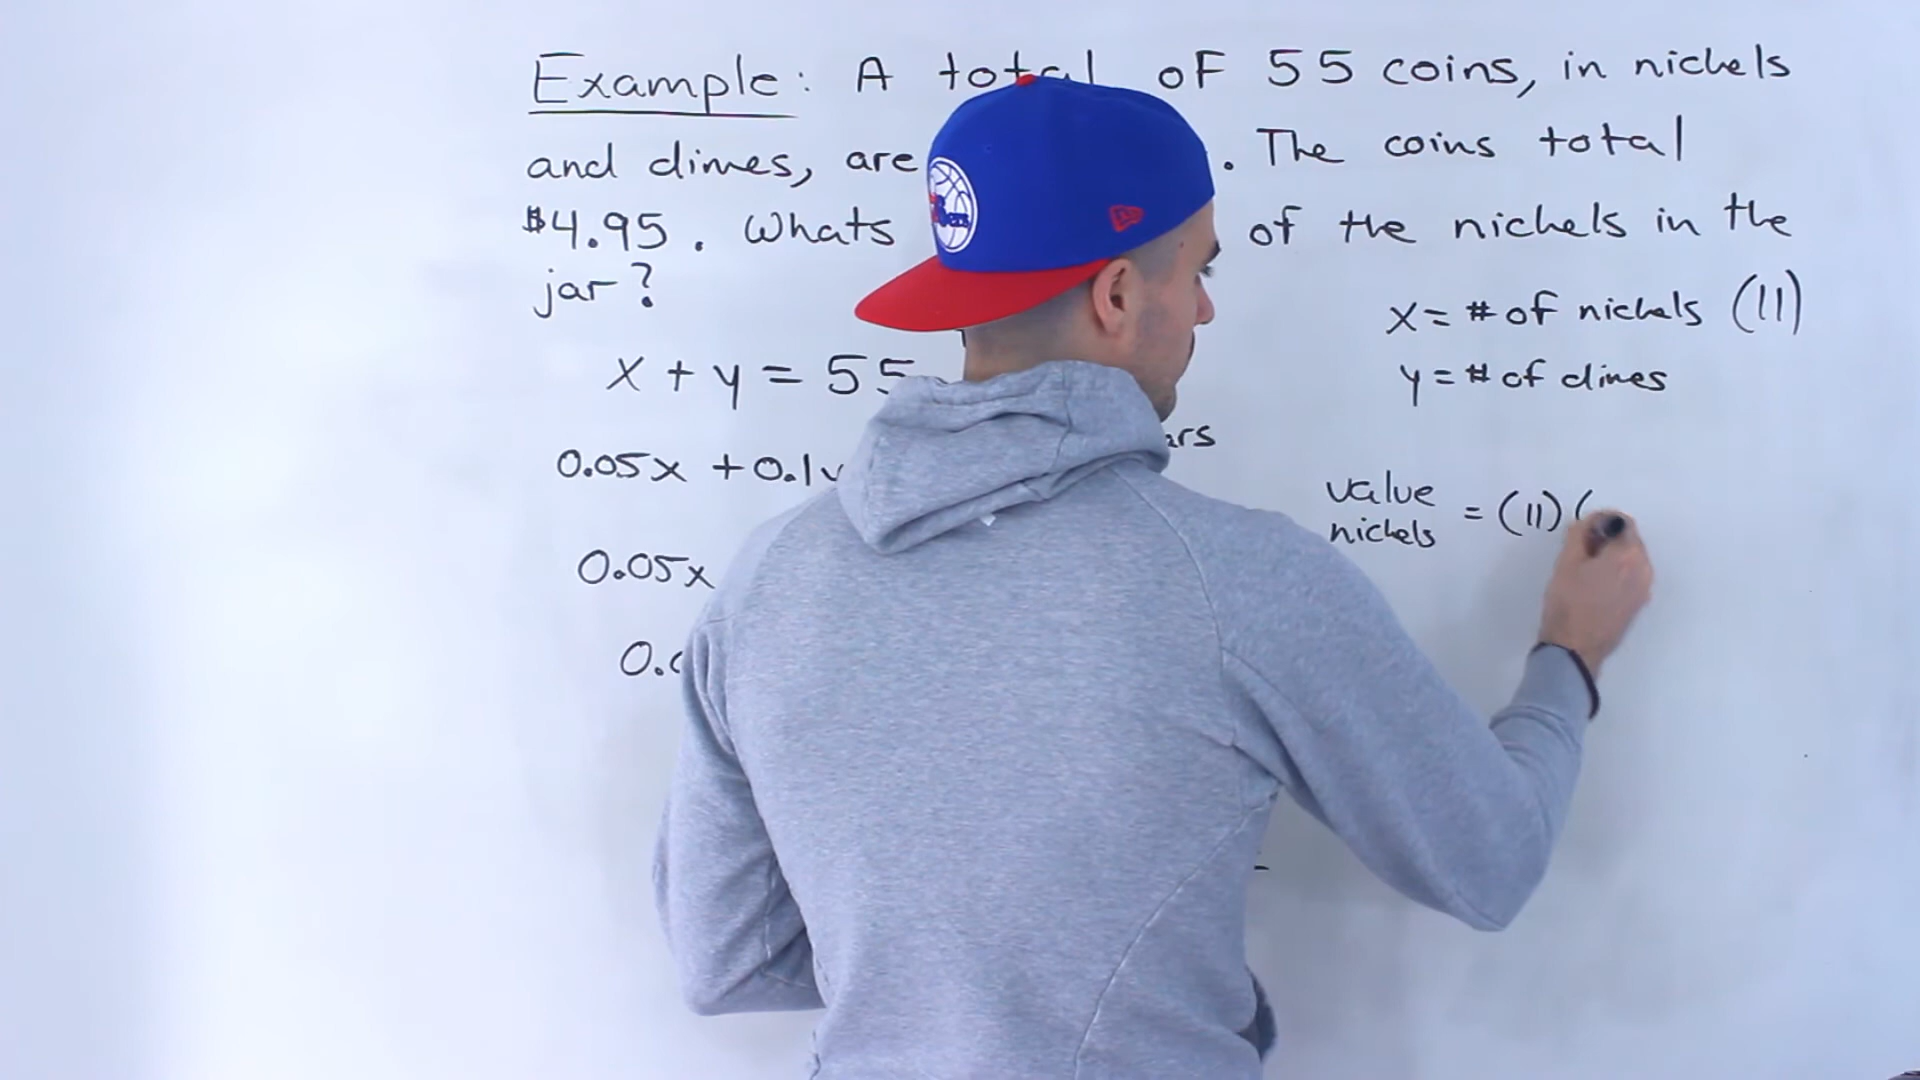 Example: A total of 55 coins, in nickels
and dimes, are . The coins total
$4.95. Whats of the nickels in the
jar?
x = # of nickels (11)
y = # of dimes
x + y = 55
0.05x + 0.1y
value
nickels = (11)(
0.05x
0.